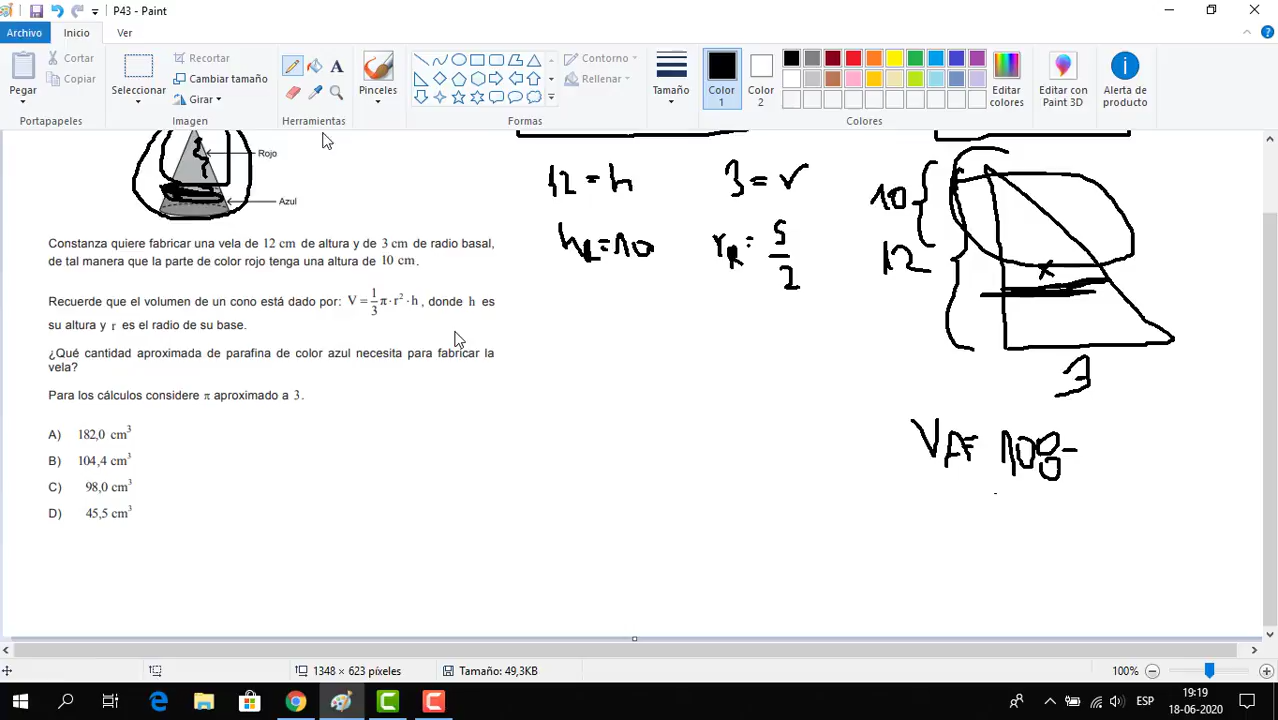 P43 - Paint
Archivo
Inicio
Ver
Pegar
Cortar
Copiar
Portapapeles
Seleccionar
Recortar
Cambiar tamaño
Girar
Imagen
A
Herramientas
Pinceles
Contorno
Rellenar
Formas
Tamaño
Color 1
Color 2
Editar colores
Colores
Editar con Paint 3D
Alerta de producto
Rojo
Azul
Constanza quiere fabricar una vela de 12 cm de altura y de 3 cm de radio basal,
de tal manera que la parte de color rojo tenga una altura de 10 cm.
Recuerde que el volumen de un cono está dado por: V = 1/3 π · r² · h , donde h es
su altura y r es el radio de su base.
¿Qué cantidad aproximada de parafina de color azul necesita para fabricar la
vela?
Para los cálculos considere π aproximado a 3 .
A) 182,0 cm³
B) 104,4 cm³
C) 98,0 cm³
D) 45,5 cm³
12 = h
3 = r
hR = 10
rR = 5/2
10
12
x
3
VA = 108 -
1348 × 623 píxeles
Tamaño: 49,3KB
100%
ESP
19:19
18-06-2020